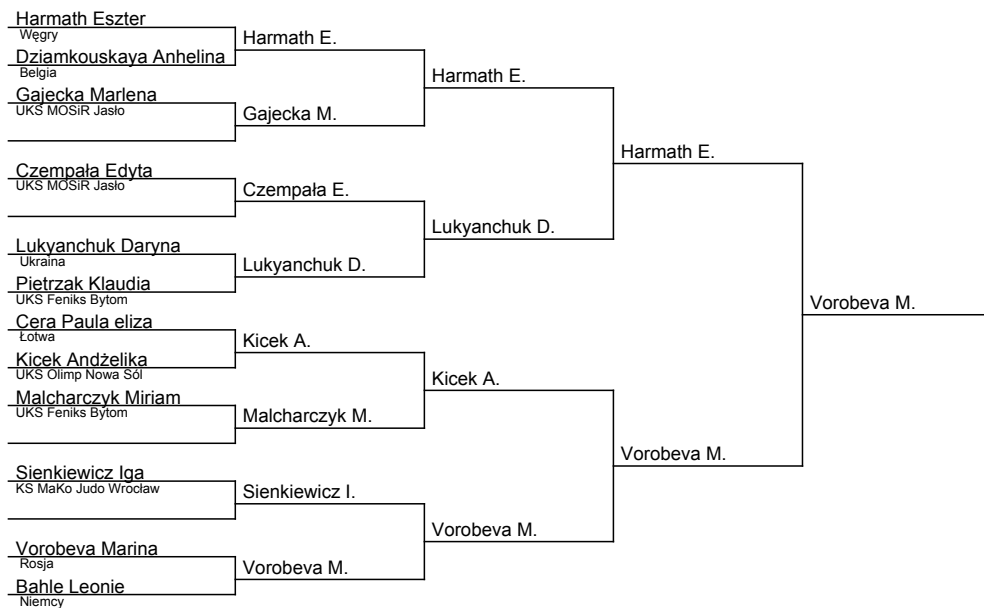 Harmath Eszter
Węgry
Dziamkouskaya Anhelina
Belgia
Gajecka Marlena
UKS MOSiR Jasło
Czempała Edyta
UKS MOSiR Jasło
Lukyanchuk Daryna
Ukraina
Pietrzak Klaudia
UKS Feniks Bytom
Cera Paula eliza
Łotwa
Kicek Andżelika
UKS Olimp Nowa Sól
Malcharczyk Miriam
UKS Feniks Bytom
Sienkiewicz Iga
KS MaKo Judo Wrocław
Vorobeva Marina
Rosja
Bahle Leonie
Niemcy
Harmath E.
Gajecka M.
Czempała E.
Lukyanchuk D.
Kicek A.
Malcharczyk M.
Sienkiewicz I.
Vorobeva M.
Harmath E.
Lukyanchuk D.
Kicek A.
Vorobeva M.
Harmath E.
Vorobeva M.
Vorobeva M.